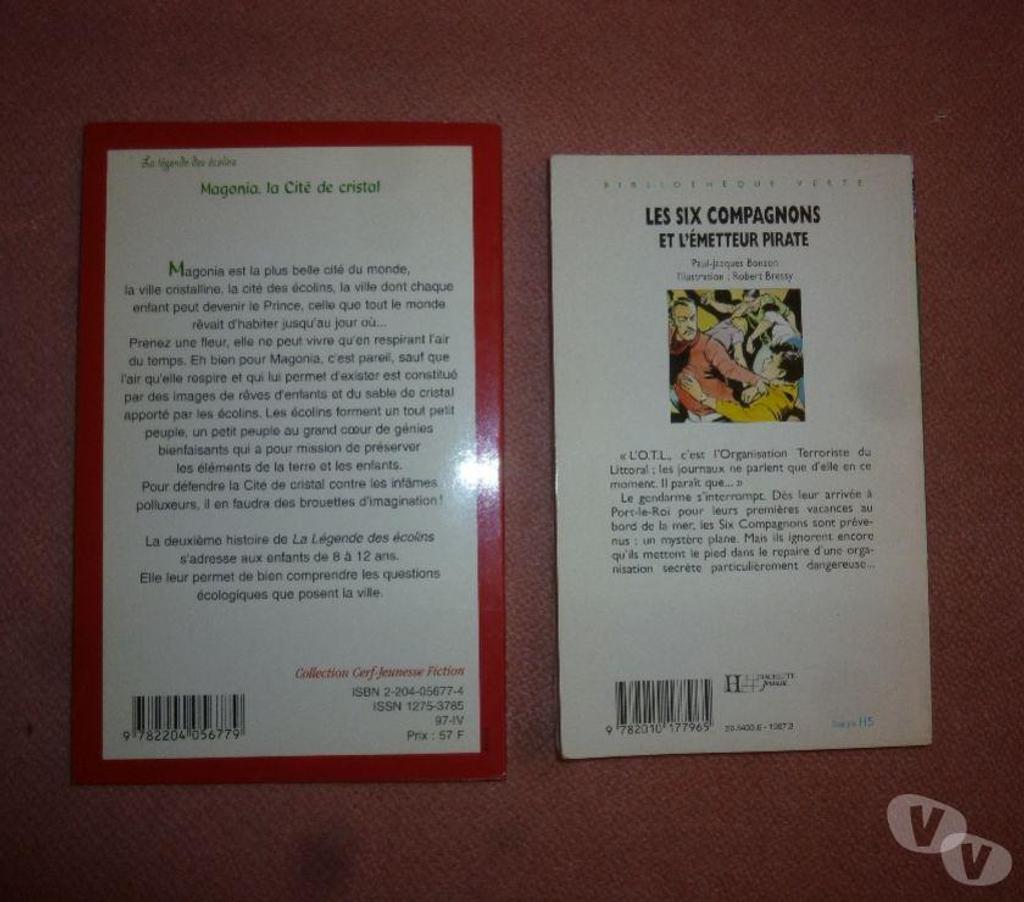 La légende des écolins
Magonia, la Cité de cristal
Magonia est la plus belle cité du monde,
la ville cristalline, la cité des écolins, la ville dont chaque
enfant peut devenir le Prince, celle que tout le monde
rêvait d'habiter jusqu'au jour où...
Prenez une fleur, elle ne peut vivre qu'en respirant l'air
du temps. Eh bien pour Magonia, c'est pareil, sauf que
l'air qu'elle respire et qui lui permet d'exister est constitué
par des images de rêves d'enfants et du sable de cristal
apporté par les écolins. Les écolins forment un tout petit
peuple, un petit peuple au grand cœur de génies
bienfaisants qui a pour mission de préserver
les éléments de la terre et les enfants.
Pour défendre la Cité de cristal contre les infâmes
polluxeurs, il en faudra des brouettes d'imagination !
La deuxième histoire de La Légende des écolins
s'adresse aux enfants de 8 à 12 ans.
Elle leur permet de bien comprendre les questions
écologiques que posent la ville.
Collection Cerf-Jeunesse Fiction
ISBN 2-204-05677-4
ISSN 1275-3785
97-IV
Prix : 57 F
9 782204 056779
BIBLIOTHÈQUE VERTE
LES SIX COMPAGNONS
ET L'ÉMETTEUR PIRATE
Paul-Jacques Bonzon
Illustration : Robert Bressy
« L'O.T.L., c'est l'Organisation Terroriste du
Littoral ; les journaux ne parlent que d'elle en ce
moment. Il paraît que... »
Le gendarme s'interrompt. Dès leur arrivée à
Port-le-Roi pour leurs premières vacances au
bord de la mer, les Six Compagnons sont préve-
nus : un mystère plane. Mais ils ignorent encore
qu'ils mettent le pied dans le repaire d'une orga-
nisation secrète particulièrement dangereuse...
H HACHETTE
Jeunesse
9 782010 177965
H5
VV